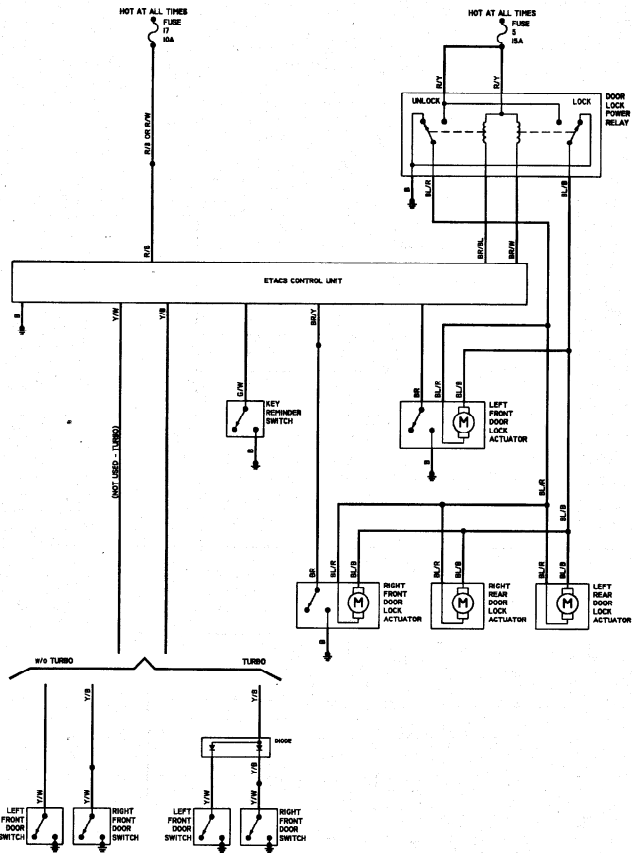 HOT AT ALL TIMES
FUSE
17
10A
HOT AT ALL TIMES
FUSE
5
15A
R/Y
R/Y
DOOR
LOCK
POWER
RELAY
UNLOCK
LOCK
R/B OR R/W
B
BL/R
BL/B
R/B
BR/BL
BR/W
ETACS CONTROL UNIT
B
Y/W
Y/B
BR/Y
G/W
KEY
REMINDER
SWITCH
B
BR
BL/R
BL/B
M
LEFT
FRONT
DOOR
LOCK
ACTUATOR
B
(NOT USED - TURBO)
BL/R
BL/B
BR
BL/R
BL/B
M
RIGHT
FRONT
DOOR
LOCK
ACTUATOR
B
BL/R
BL/B
M
RIGHT
REAR
DOOR
LOCK
ACTUATOR
BL/R
BL/B
M
LEFT
REAR
DOOR
LOCK
ACTUATOR
W/O TURBO
TURBO
Y/B
Y/B
DIODE
Y/B
Y/W
Y/B
Y/W
Y/W
LEFT
FRONT
DOOR
SWITCH
RIGHT
FRONT
DOOR
SWITCH
LEFT
FRONT
DOOR
SWITCH
RIGHT
FRONT
DOOR
SWITCH